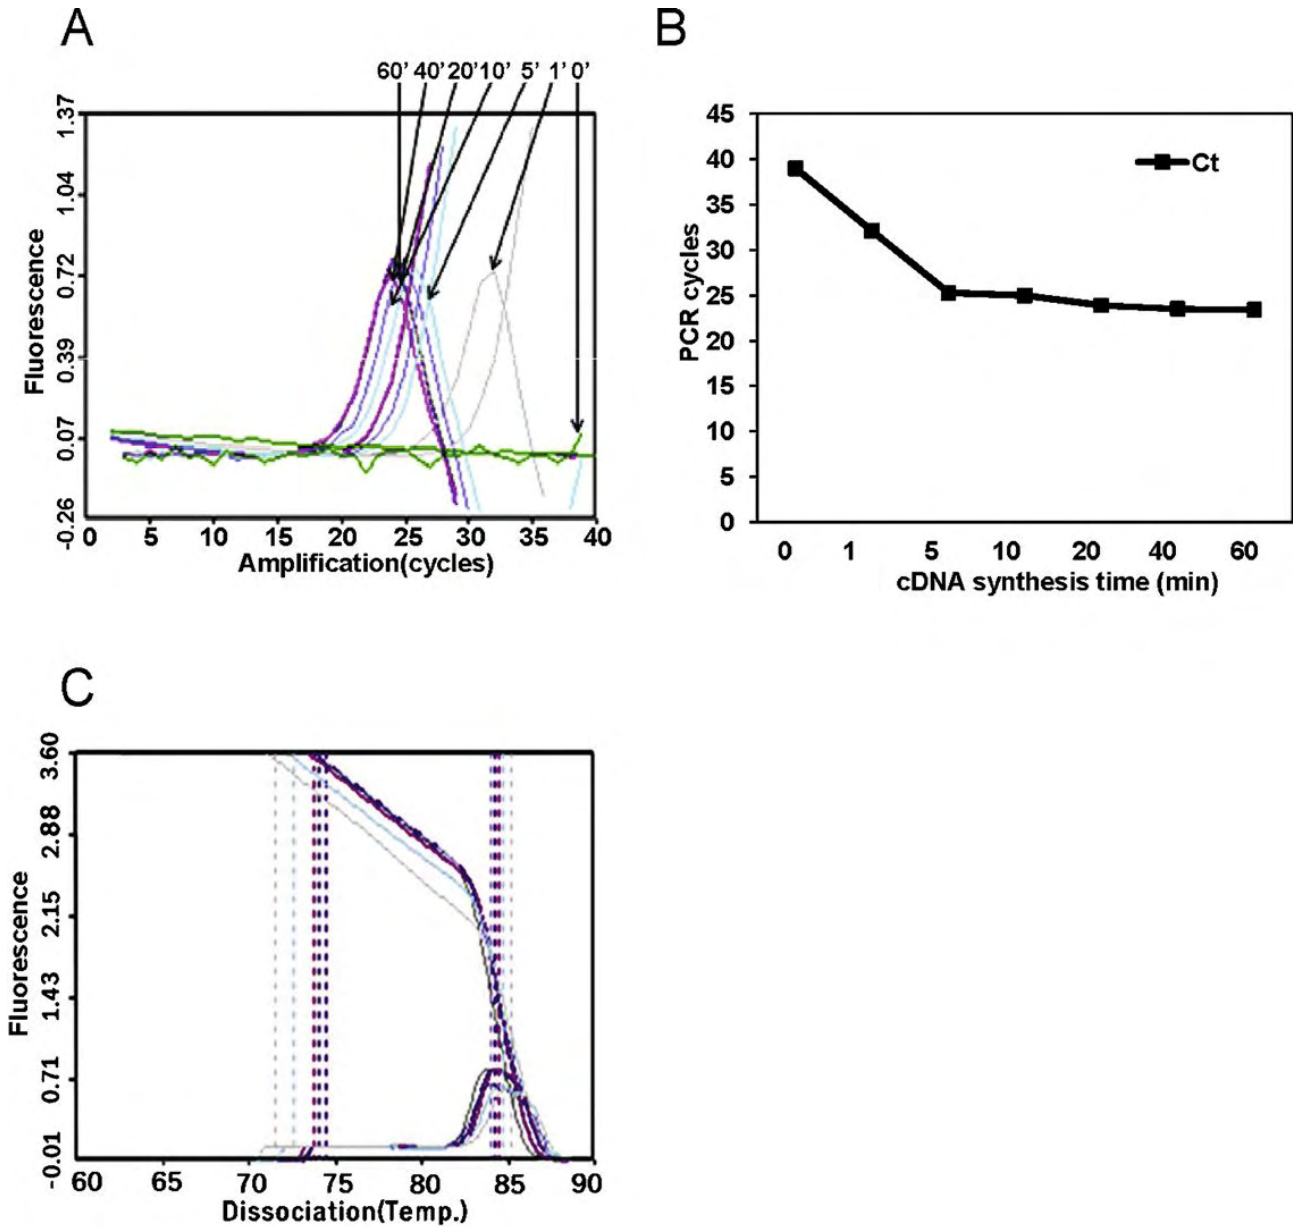 A
60' 40' 20' 10' 5' 1' 0'
Fluorescence
1.37
1.04
0.72
0.39
0.07
-0.26
0 5 10 15 20 25 30 35 40
Amplification(cycles)
B
45
40
35
30
25
20
15
10
5
0
PCR cycles
Ct
0 1 5 10 20 40 60
cDNA synthesis time (min)
C
Fluorescence
3.60
2.88
2.15
1.43
0.71
-0.01
60 65 70 75 80 85 90
Dissociation(Temp.)